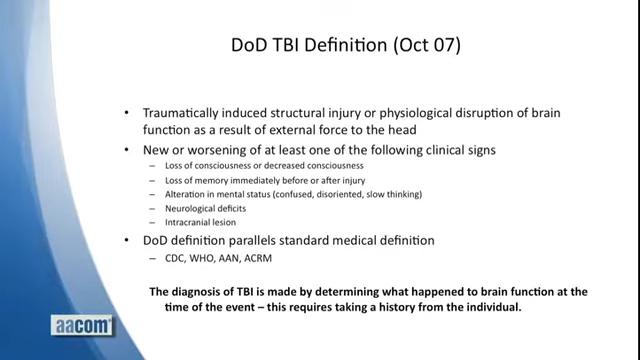 DoD TBI Definition (Oct 07)
• Traumatically induced structural injury or physiological disruption of brain
function as a result of external force to the head
• New or worsening of at least one of the following clinical signs
– Loss of consciousness or decreased consciousness
– Loss of memory immediately before or after injury
– Alteration in mental status (confused, disoriented, slow thinking)
– Neurological deficits
– Intracranial lesion
• DoD definition parallels standard medical definition
– CDC, WHO, AAN, ACRM
The diagnosis of TBI is made by determining what happened to brain function at the
time of the event – this requires taking a history from the individual.
aacom